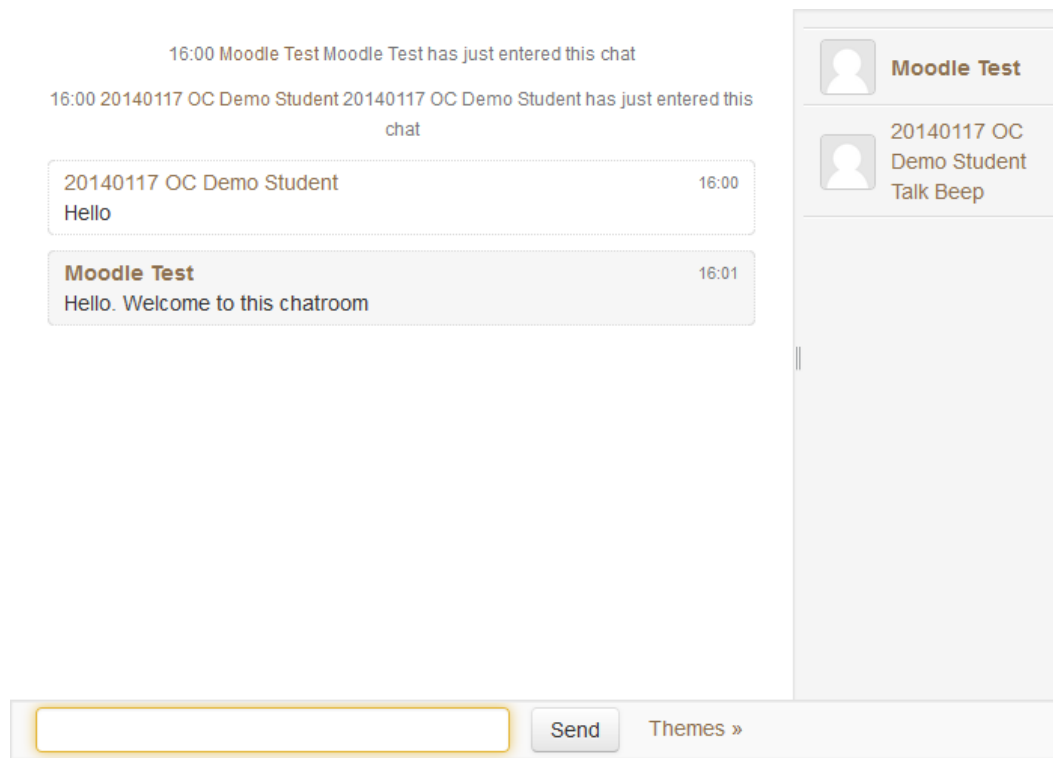 16:00 Moodle Test Moodle Test has just entered this chat
16:00 20140117 OC Demo Student 20140117 OC Demo Student has just entered this
chat
20140117 OC Demo Student 16:00
Hello
Moodle Test 16:01
Hello. Welcome to this chatroom
Moodle Test
20140117 OC
Demo Student
Talk Beep
Send Themes »